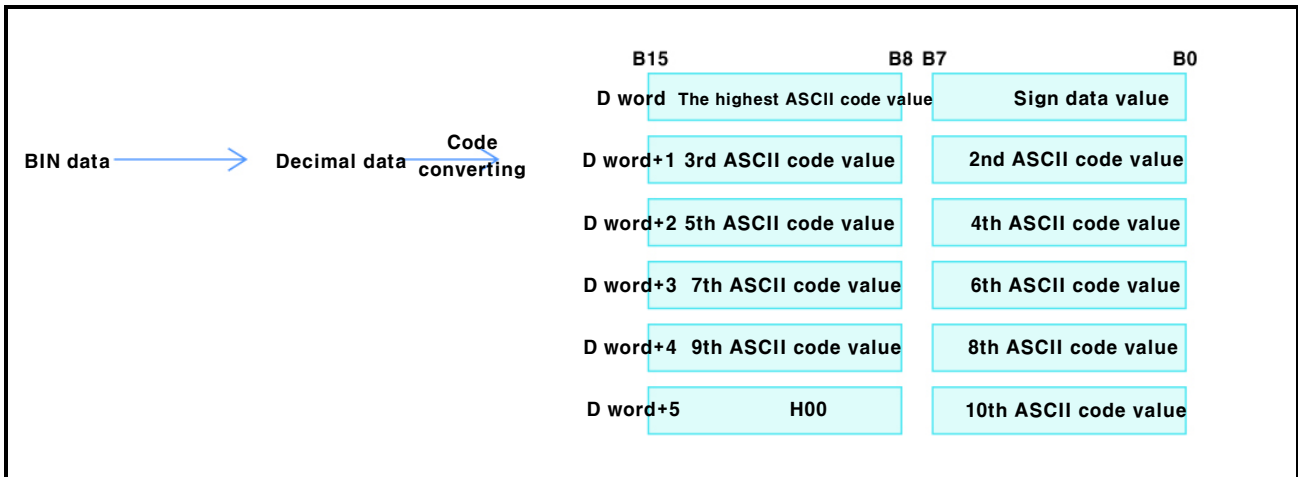 B15 B8 B7 B0
D word The highest ASCII code value Sign data value
BIN data Decimal data Code converting
D word+1 3rd ASCII code value 2nd ASCII code value
D word+2 5th ASCII code value 4th ASCII code value
D word+3 7th ASCII code value 6th ASCII code value
D word+4 9th ASCII code value 8th ASCII code value
D word+5 H00 10th ASCII code value